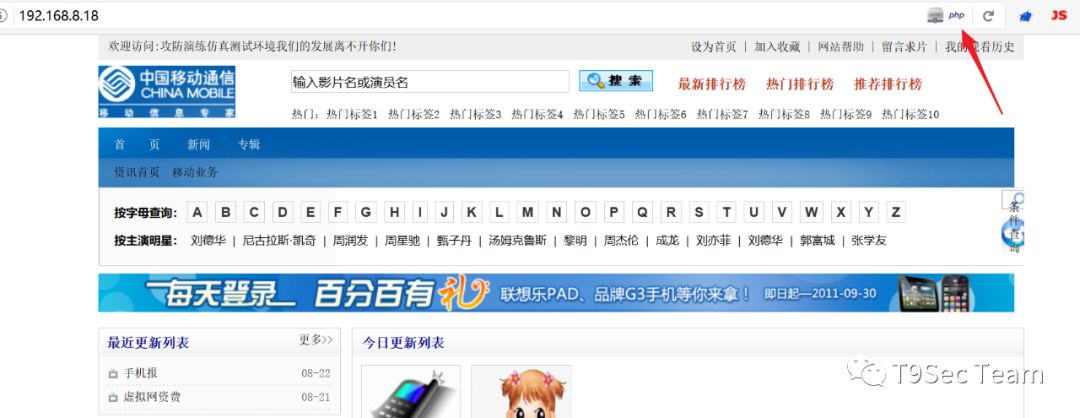 192.168.8.18 php JS
欢迎访问:攻防演练仿真测试环境我们的发展离不开你们! 设为首页 | 加入收藏 | 网站帮助 | 留言求片 | 我的观看历史
中国移动通信
CHINA MOBILE
移动信息专家
输入影片名或演员名 搜索 最新排行榜 热门排行榜 推荐排行榜
热门: 热门标签1 热门标签2 热门标签3 热门标签4 热门标签5 热门标签6 热门标签7 热门标签8 热门标签9 热门标签10
首 页 新闻 专辑
资讯首页 移动业务
按字母查询: A B C D E F G H I J K L M N O P Q R S T U V W X Y Z
按主演明星: 刘德华 | 尼古拉斯·凯奇 | 周润发 | 周星驰 | 甄子丹 | 汤姆克鲁斯 | 黎明 | 周杰伦 | 成龙 | 刘亦菲 | 刘德华 | 郭富城 | 张学友
条件查询
每天登录 百分百有礼 联想乐PAD、品牌G3手机等你来拿! 即日起—2011-09-30
最近更新列表 更多>>
今日更新列表
手机报 08-22
虚拟网资费 08-21
T9Sec Team